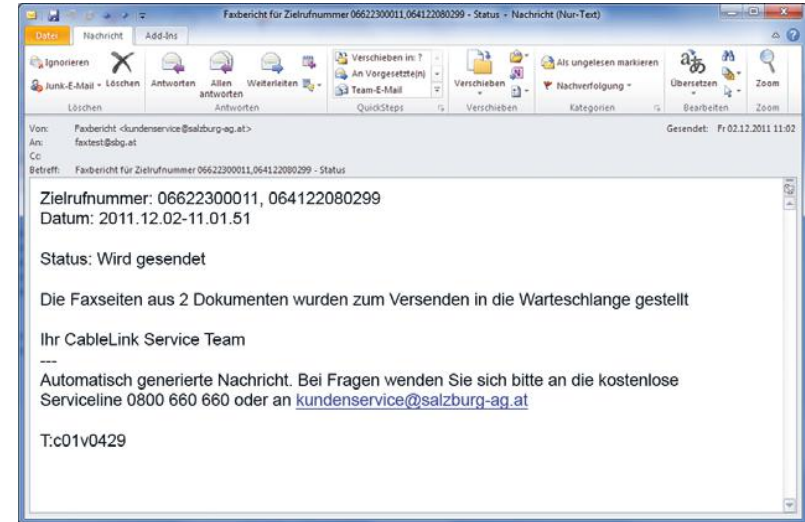 Faxbericht für Zielrufnummer 06622300011,064122080299 - Status - Nachricht (Nur-Text)
Datei Nachricht Add-Ins
Ignorieren
Junk-E-Mail Löschen
Antworten Allen antworten Weiterleiten
Verschieben in: ?
An Vorgesetzte(n)
Team-E-Mail
Verschieben
Als ungelesen markieren
Nachverfolgung
Übersetzen
Zoom
Löschen Antworten QuickSteps Verschieben Kategorien Bearbeiten Zoom
Von: Faxbericht <kundenservice@salzburg-ag.at> Gesendet: Fr 02.12.2011 11:02
An: faxtest@sbg.at
Cc:
Betreff: Faxbericht für Zielrufnummer 06622300011,064122080299 - Status
Zielrufnummer: 06622300011, 064122080299
Datum: 2011.12.02-11.01.51
Status: Wird gesendet
Die Faxseiten aus 2 Dokumenten wurden zum Versenden in die Warteschlange gestellt
Ihr CableLink Service Team
---
Automatisch generierte Nachricht. Bei Fragen wenden Sie sich bitte an die kostenlose
Serviceline 0800 660 660 oder an kundenservice@salzburg-ag.at
T:c01v0429